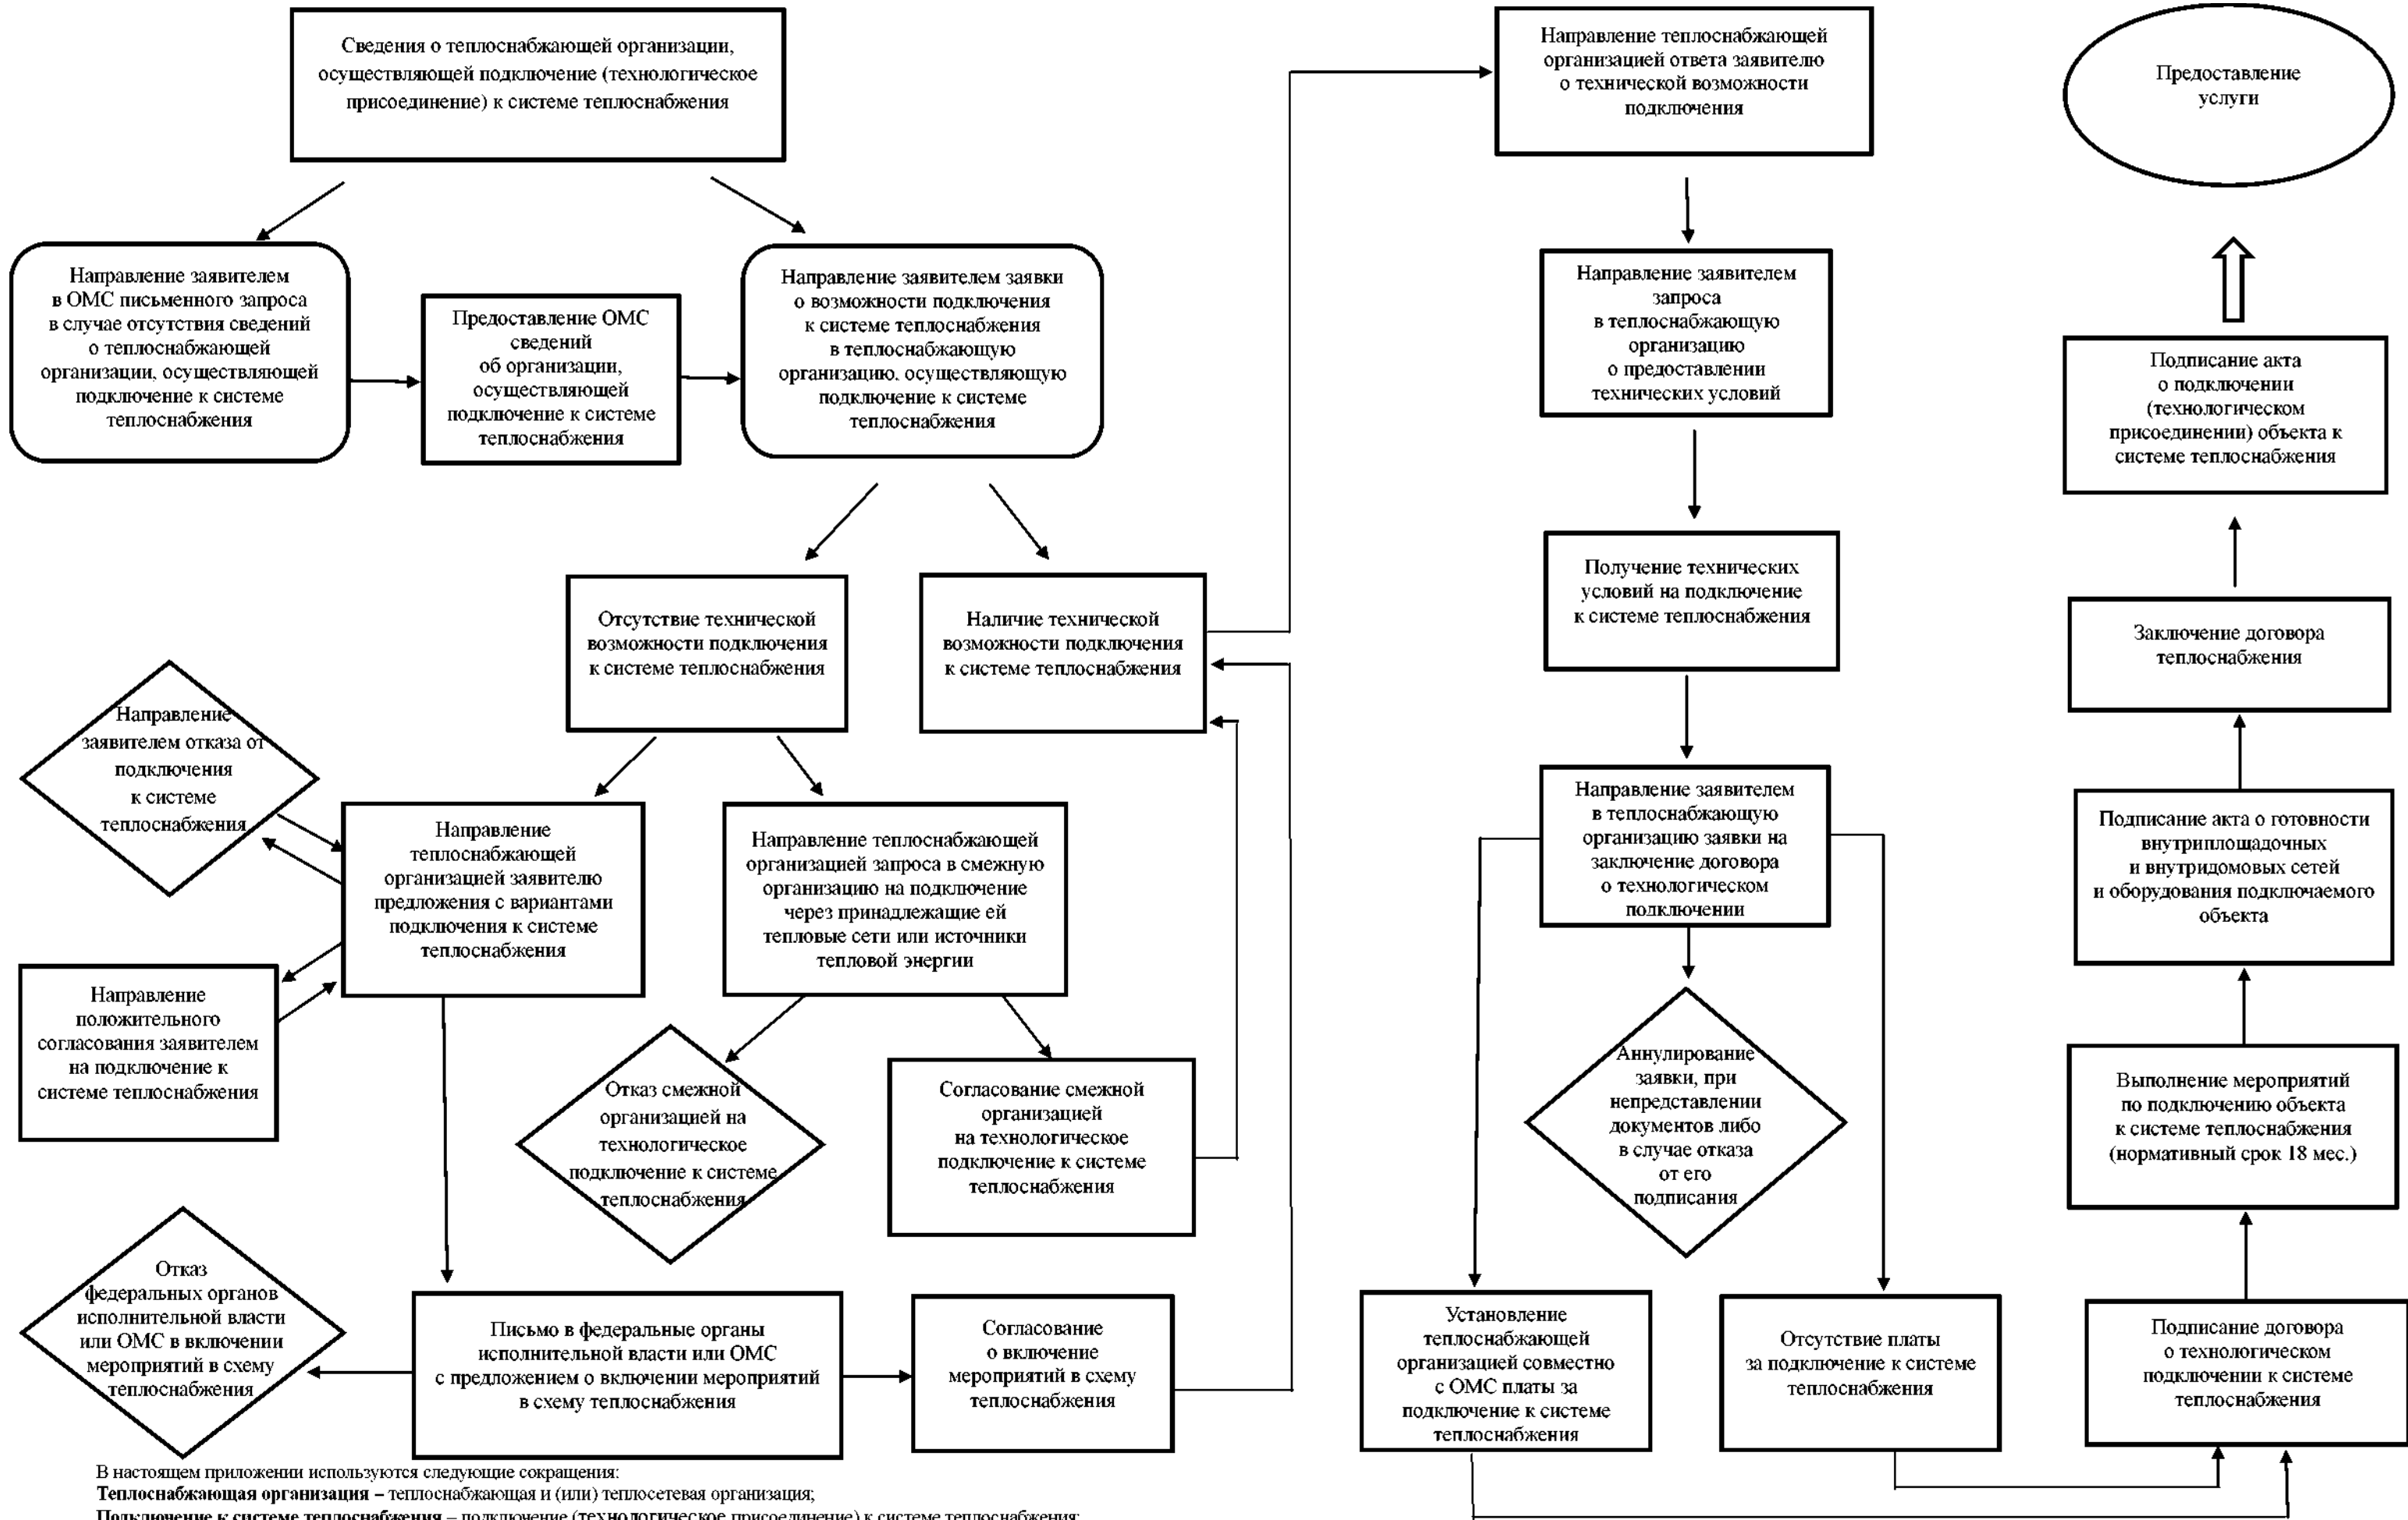 Сведения о теплоснабжающей организации,
осуществляющей подключение (технологическое
присоединение) к системе теплоснабжения
Направление заявителем
в ОМС письменного запроса
в случае отсутствия сведений
о теплоснабжающей
организации, осуществляющей
подключение к системе
теплоснабжения
Предоставление ОМС
сведений
об организации,
осуществляющей
подключение к системе
теплоснабжения
Направление заявителем заявки
о возможности подключения
к системе теплоснабжения
в теплоснабжающую
организацию, осуществляющую
подключение к системе
теплоснабжения
Отсутствие технической
возможности подключения
к системе теплоснабжения
Наличие технической
возможности подключения
к системе теплоснабжения
Направление
заявителем отказа от
подключения
к системе
теплоснабжения
Направление
теплоснабжающей
организацией заявителю
предложения с вариантами
подключения к системе
теплоснабжения
Направление теплоснабжающей
организацией запроса в смежную
организацию на подключение
через принадлежащие ей
тепловые сети или источники
тепловой энергии
Направление
положительного
согласования заявителем
на подключение к
системе теплоснабжения
Отказ смежной
организацией на
технологическое
подключение к системе
теплоснабжения
Согласование смежной
организацией
на технологическое
подключение к системе
теплоснабжения
Отказ
федеральных органов
исполнительной власти
или ОМС в включении
мероприятий в схему
теплоснабжения
Письмо в федеральные органы
исполнительной власти или ОМС
с предложением о включении мероприятий
в схему теплоснабжения
Согласование
о включение
мероприятий в схему
теплоснабжения
Направление теплоснабжающей
организацией ответа заявителю
о технической возможности
подключения
Направление заявителем
запроса
в теплоснабжающую
организацию
о предоставлении
технических условий
Получение технических
условий на подключение
к системе теплоснабжения
Направление заявителем
в теплоснабжающую
организацию заявки на
заключение договора
о технологическом
подключении
Аннулирование
заявки, при
непредставлении
документов либо
в случае отказа
от его
подписания
Установление
теплоснабжающей
организацией совместно
с ОМС платы за
подключение к системе
теплоснабжения
Отсутствие платы
за подключение к системе
теплоснабжения
Предоставление
услуги
Подписание акта
о подключении
(технологическом
присоединении) объекта к
системе теплоснабжения
Заключение договора
теплоснабжения
Подписание акта о готовности
внутриплощадочных
и внутридомовых сетей
и оборудования подключаемого
объекта
Выполнение мероприятий
по подключению объекта
к системе теплоснабжения
(нормативный срок 18 мес.)
Подписание договора
о технологическом
подключении к системе
теплоснабжения
В настоящем приложении используются следующие сокращения:
Теплоснабжающая организация – теплоснабжающая и (или) теплосетевая организация;
Подключение к системе теплоснабжения – подключение (технологическое присоединение) к системе теплоснабжения;